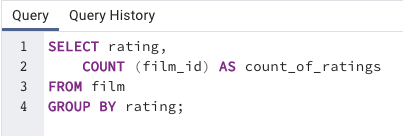 Query Query History
1 SELECT rating,
2 COUNT (film_id) AS count_of_ratings
3 FROM film
4 GROUP BY rating;